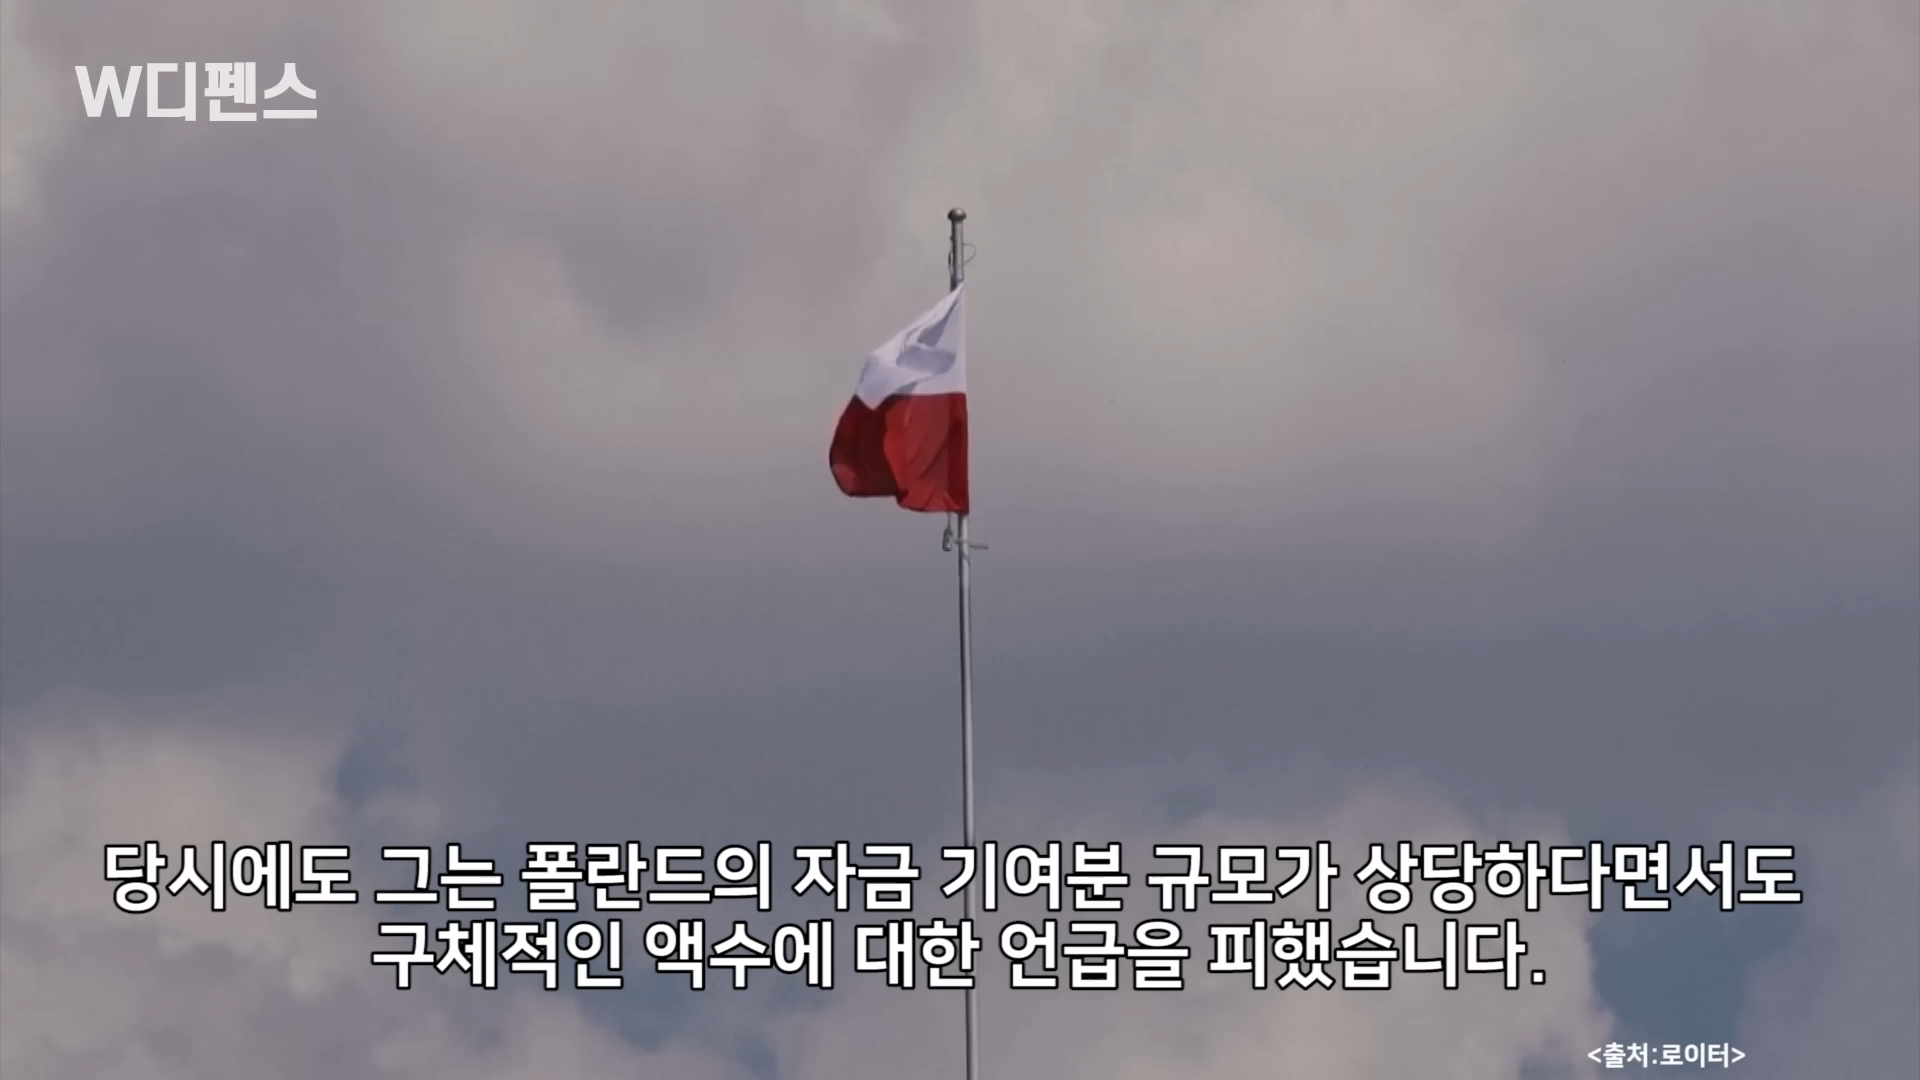 W디펜스
당시에도 그는 폴란드의 자금 기여분 규모가 상당하다면서도
구체적인 액수에 대한 언급을 피했습니다.
<출처:로이터>